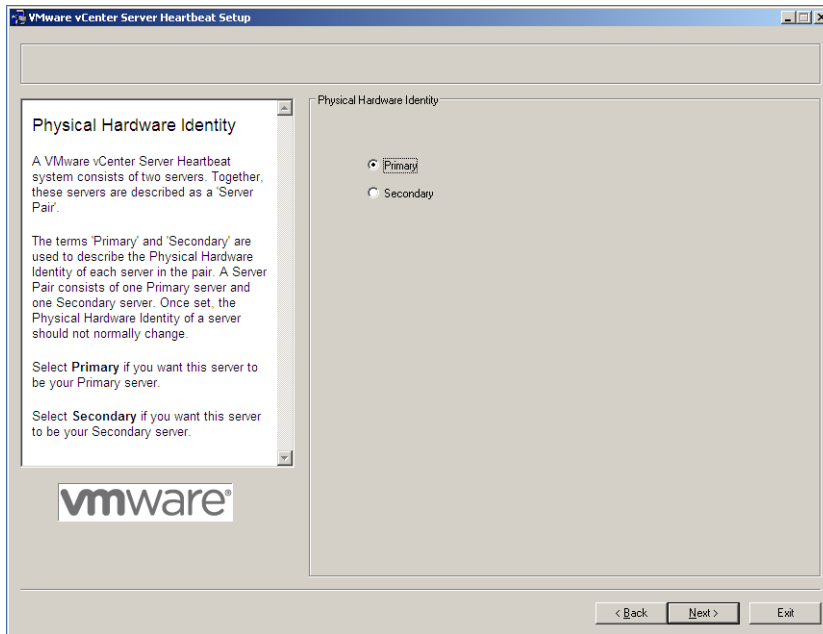 VMware vCenter Server Heartbeat Setup
Physical Hardware Identity
A VMware vCenter Server Heartbeat
system consists of two servers. Together,
these servers are described as a 'Server
Pair'.
The terms 'Primary' and 'Secondary' are
used to describe the Physical Hardware
Identity of each server in the pair. A Server
Pair consists of one Primary server and
one Secondary server. Once set, the
Physical Hardware Identity of a server
should not normally change.
Select Primary if you want this server to
be your Primary server.
Select Secondary if you want this server
to be your Secondary server.
vmware®
Physical Hardware Identity
Primary
Secondary
< Back
Next >
Exit